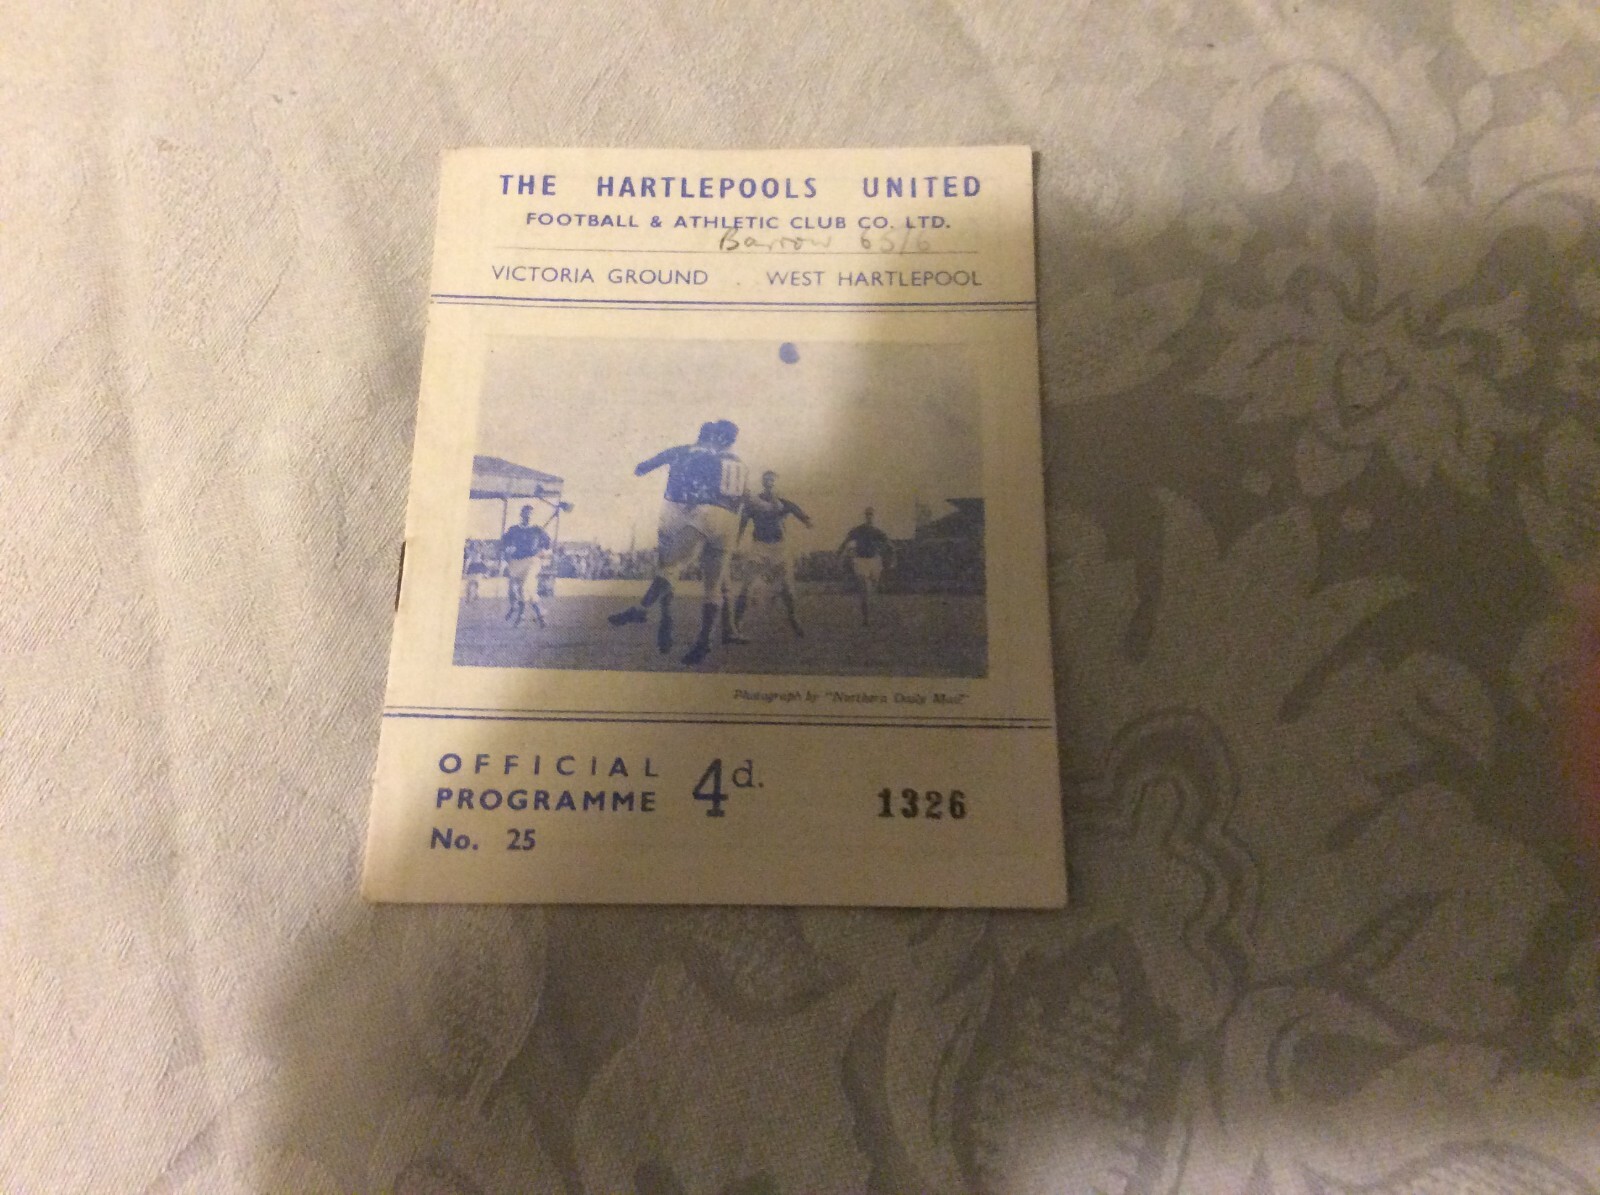 THE HARTLEPOOLS UNITED
FOOTBALL & ATHLETIC CLUB CO. LTD.
Barrow 65/6
VICTORIA GROUND . WEST HARTLEPOOL
11
Photograph by "Northern Daily Mail"
OFFICIAL
PROGRAMME
4d.
1326
No. 25